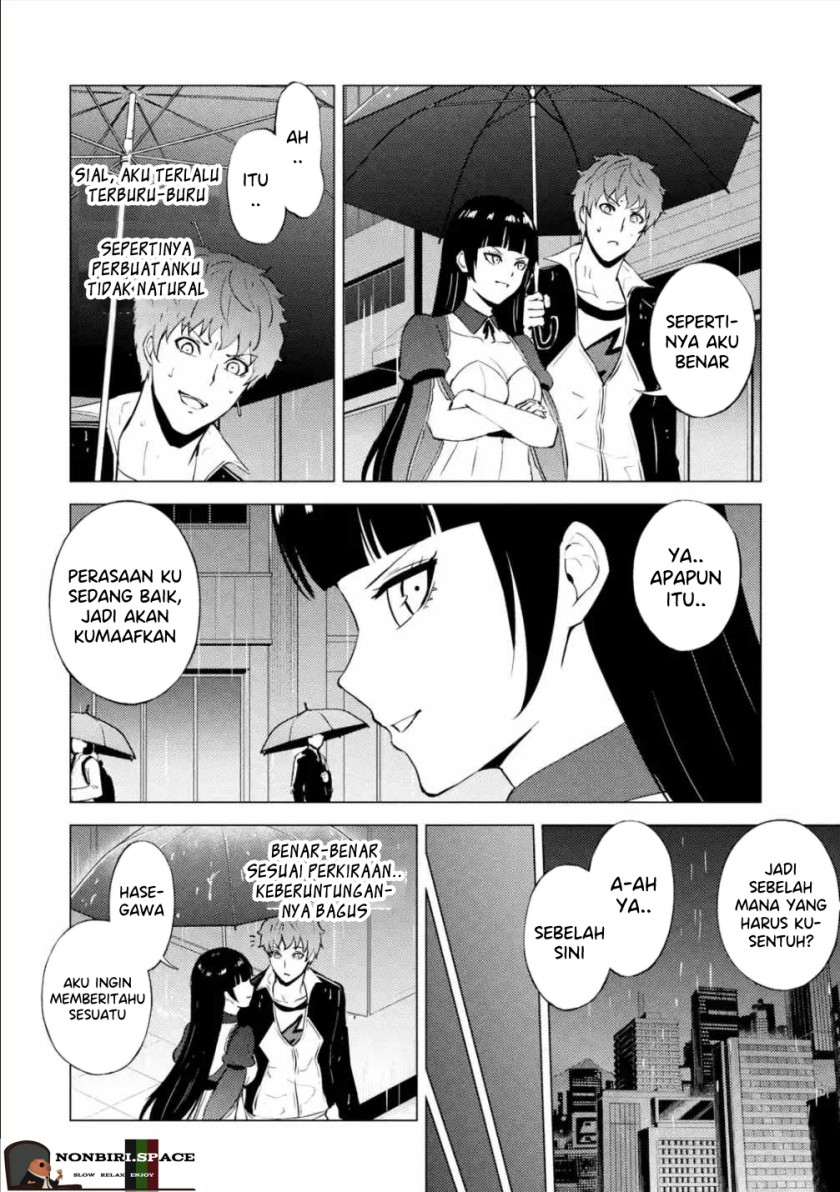 SEPERTI-
NYA AKU
BENAR
AH
..
ITU
..
SIAL, AKU TERLALU
TERBURU-BURU
SEPERTINYA
PERBUATANKU
TIDAK NATURAL
YA..
APAPUN
ITU..
PERASAAN KU
SEDANG BAIK,
JADI AKAN
KUMAAFKAN
JADI
SEBELAH
MANA YANG
HARUS KU-
SENTUH?
A-AH
YA..
SEBELAH
SINI
BENAR-BENAR
SESUAI PERKIRAAN..
KEBERUNTUNGAN-
NYA BAGUS
HASE-
GAWA
AKU INGIN
MEMBERITAHU
SESUATU
NONBIRI.SPACE
SLOW RELAX ENJOY